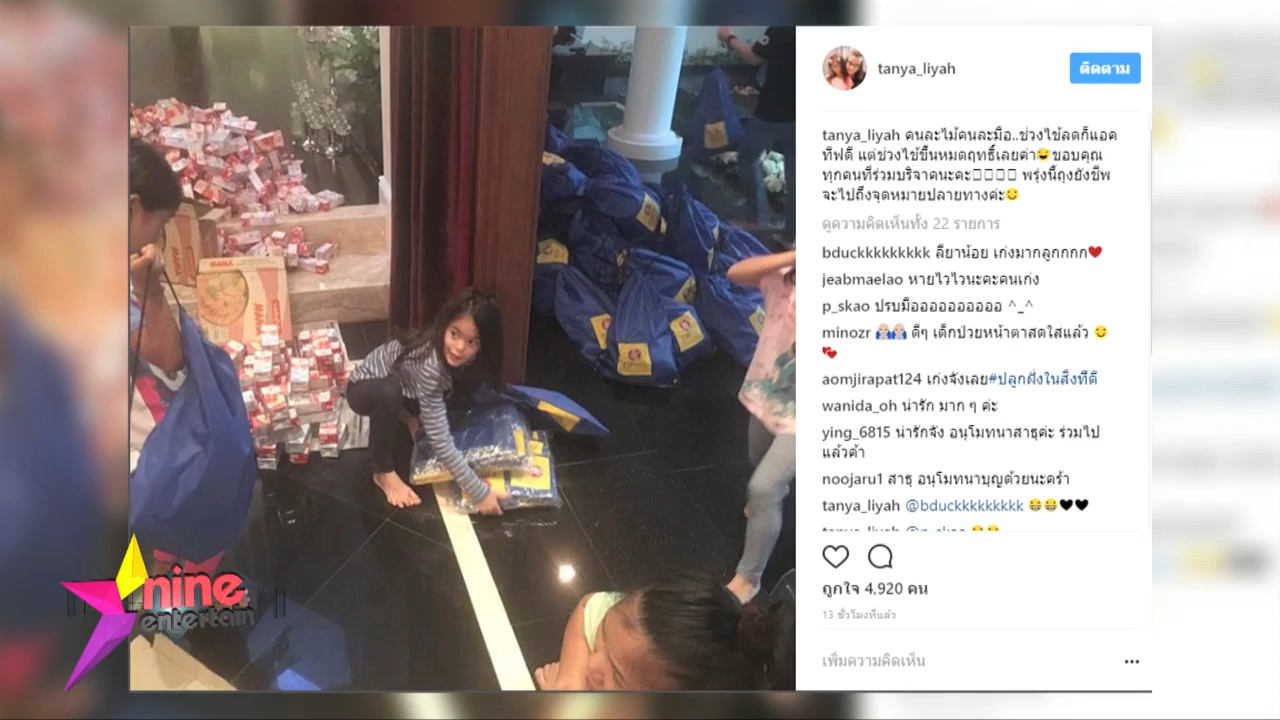 tanya_liyah
ติดตาม
tanya_liyah คนละไม้คนละมือ..ช่วงไข้ลดก็แอค
ทีฟดี แต่ช่วงไข้ขึ้นหมดฤทธิ์เลยค่า😅ขอบคุณ
ทุกคนที่ร่วมบริจาคนะคะ▯▯▯▯ พรุ่งนี้ถุงยังชีพ
จะไปถึงจุดหมายปลายทางค่ะ😊
ดูความคิดเห็นทั้ง 22 รายการ
bduckkkkkkkkkk ลียาน้อย เก่งมากลูกกกก❤
jeabmaelao หายไวไวนะคะคนเก่ง
p_skao ปรบมืออออออออออ ^_^
minozr 👏👏 ดีๆ เด็กป่วยหน้าตาสดใสแล้ว 😊
💕
aomjirapat124 เก่งจังเลย#ปลูกฝั่งในสิ่งที่ดี
wanida_oh น่ารัก มาก ๆ ค่ะ
ying_6815 น่ารักจัง อนุโมทนาสาธุค่ะ ร่วมไป
แล้วค้า
noojaru1 สาธุ อนุโมทนาบุญด้วยนะคร้า
tanya_liyah @bduckkkkkkkkkk 😁😁🖤🖤
tanya_liyah @p_skao
ถูกใจ 4,920 คน
13 ชั่วโมงที่แล้ว
เพิ่มความคิดเห็น
•••
MAMA
nine
entertain